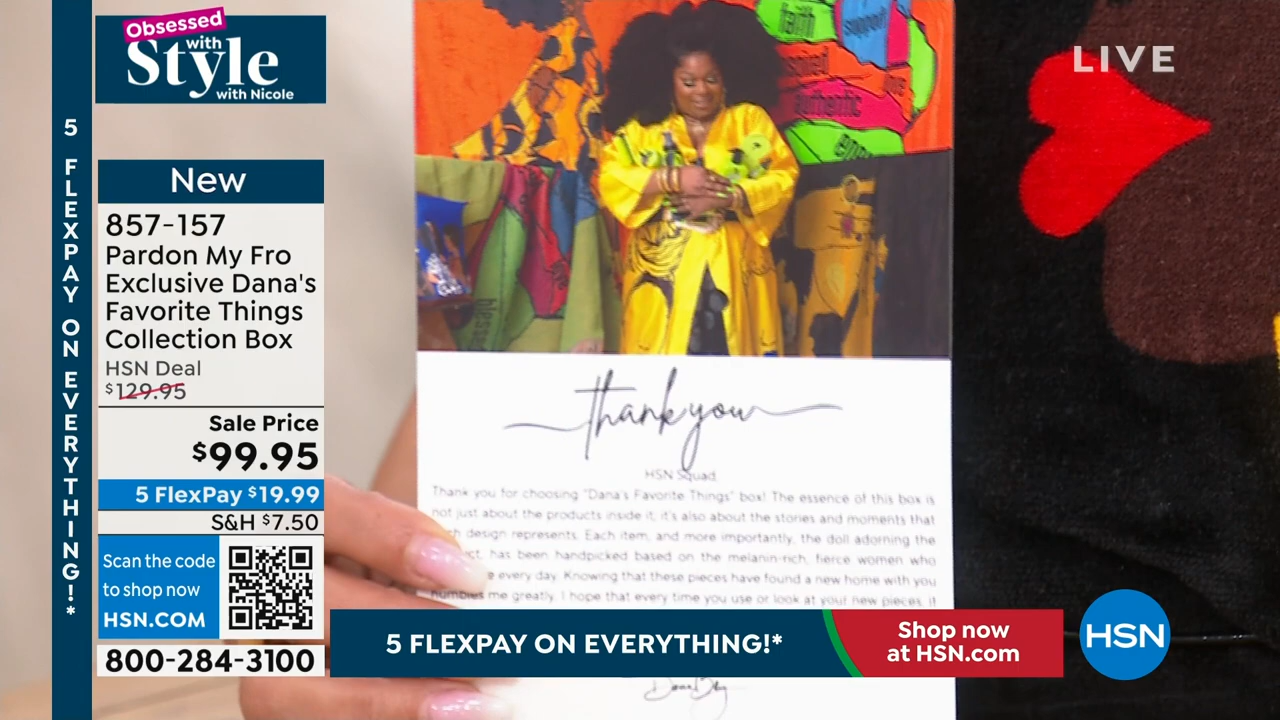 Obsessed
with
Style
with Nicole
LIVE
5 FLEXPAY ON EVERYTHING!*
New
857-157
Pardon My Fro
Exclusive Dana's
Favorite Things
Collection Box
HSN Deal
$129.95
Sale Price
$99.95
5 FlexPay $19.99
S&H $7.50
Scan the code
to shop now
HSN.COM
800-284-3100
faith
support
authentic
thank you
HSN Squad,
Thank you for choosing "Dana's Favorite Things" box! The essence of this box is
not just about the products inside it; it's also about the stories and moments that
design represents. Each item, and more importantly, the doll adorning the
has been handpicked based on the melanin-rich, fierce women who
every day. Knowing that these pieces have found a new home with you
humbles me greatly. I hope that every time you use or look at your new pieces, it
5 FLEXPAY ON EVERYTHING!*
Shop now
at HSN.com
HSN